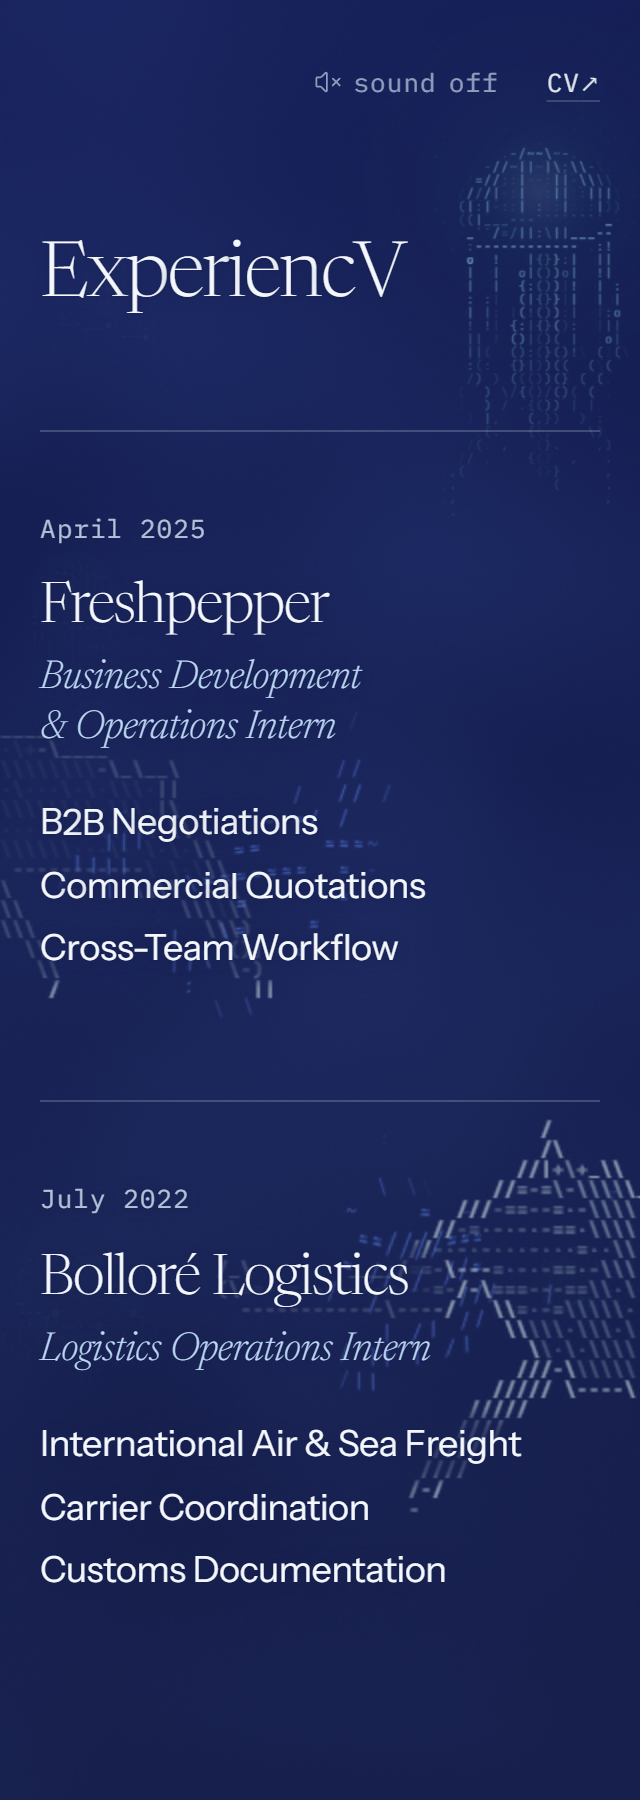 sound off
CV↗
ExperiencV
April 2025
Freshpepper
Business Development
& Operations Intern
B2B Negotiations
Commercial Quotations
Cross-Team Workflow
July 2022
Bolloré Logistics
Logistics Operations Intern
International Air & Sea Freight
Carrier Coordination
Customs Documentation